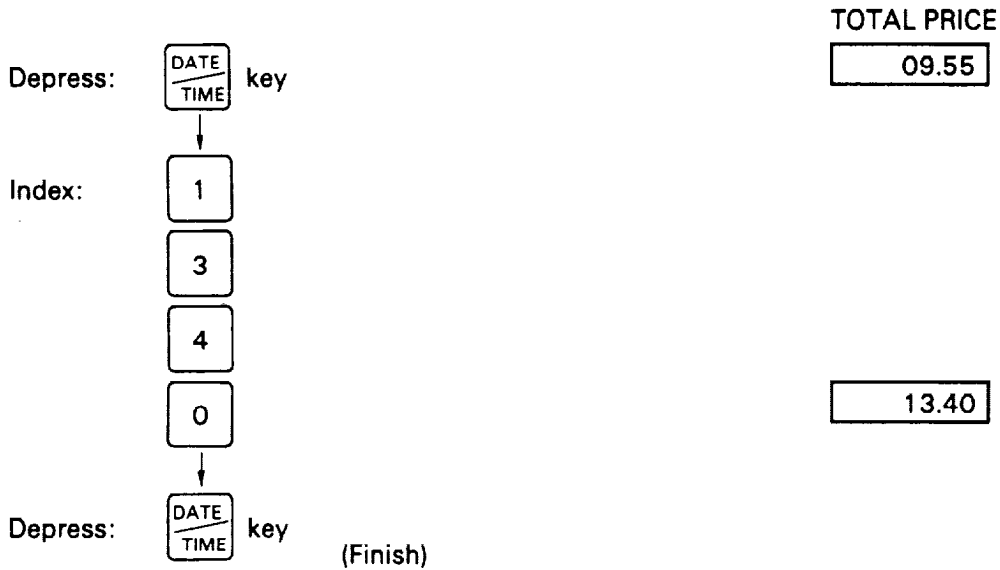 TOTAL PRICE
Depress: DATE TIME key 09.55
Index: 1
3
4
0 13.40
Depress: DATE TIME key
(Finish)